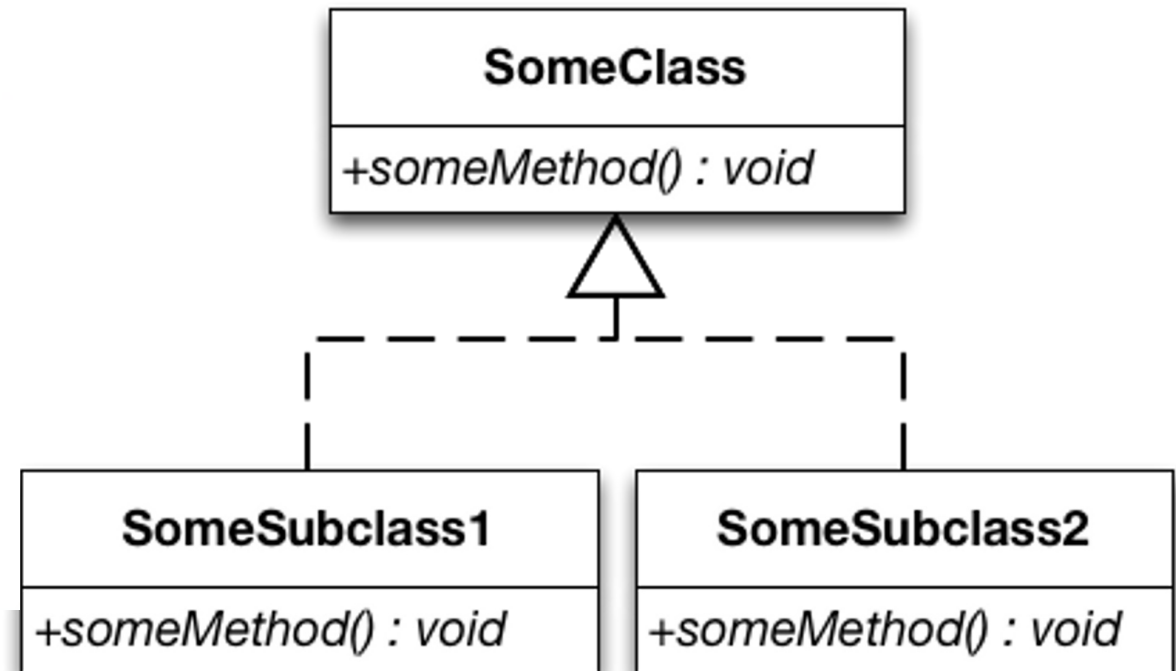 SomeClass
+someMethod() : void
SomeSubclass1
SomeSubclass2
+someMethod() : void
+someMethod() : void